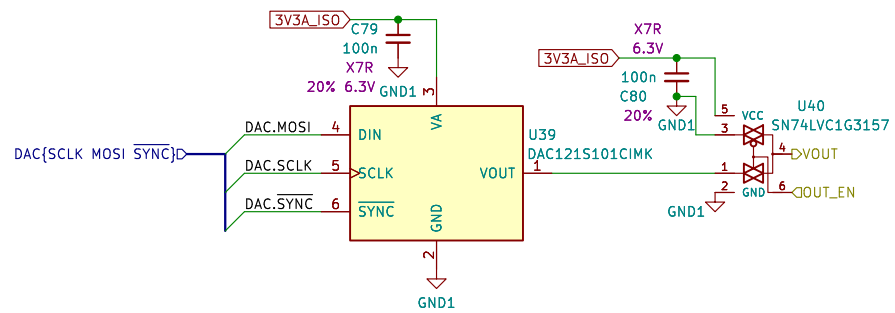 3V3A_ISO
C79
100n
X7R
20% 6.3V
GND1
3
VA
U39
DAC121S101CIMK
DAC{SCLK MOSI SYNC}
DAC.MOSI
4
DIN
DAC.SCLK
5
SCLK
DAC.SYNC
6
SYNC
VOUT
1
GND
2
GND1
X7R
6.3V
3V3A_ISO
100n
C80
20%
GND1
5
VCC
U40
SN74LVC1G3157
3
4
VOUT
1
2
GND
6
OUT_EN
GND1